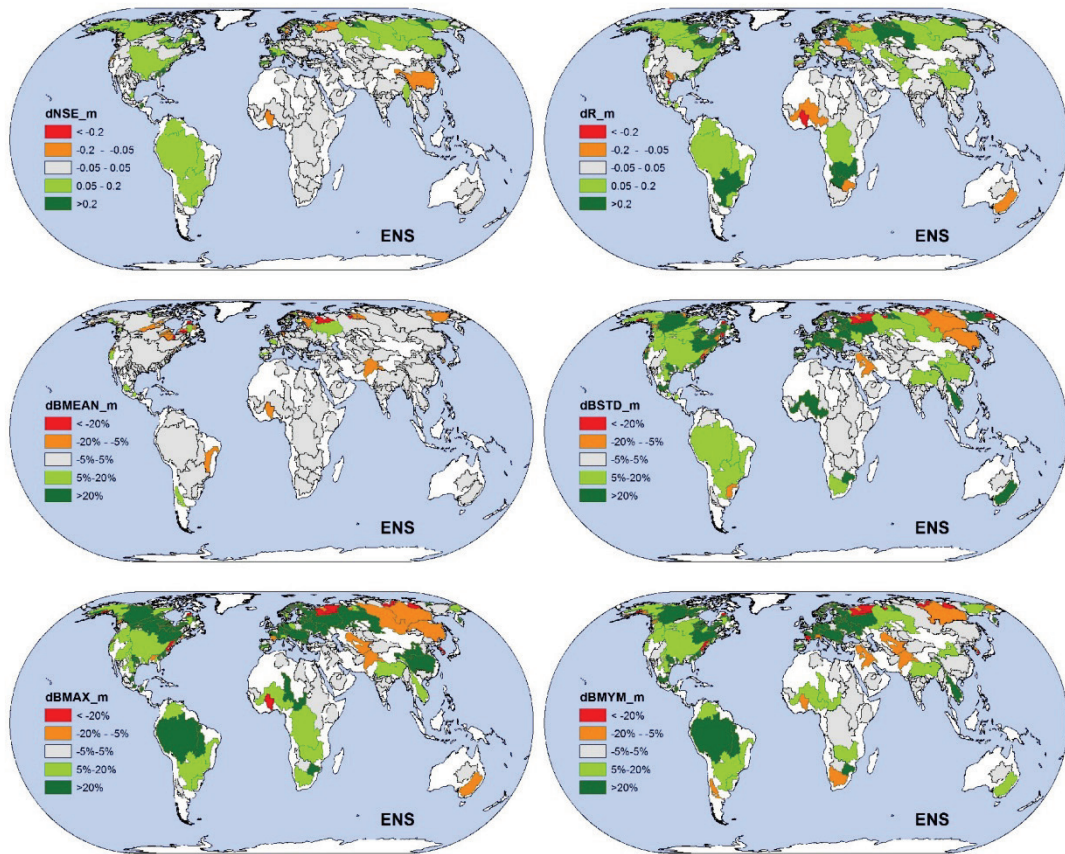 dNSE_m
< -0.2
-0.2 - -0.05
-0.05 - 0.05
0.05 - 0.2
>0.2
ENS
dR_m
< -0.2
-0.2 - -0.05
-0.05 - 0.05
0.05 - 0.2
>0.2
ENS
dBMEAN_m
< -20%
-20% - -5%
-5%-5%
5%-20%
>20%
ENS
dBSTD_m
< -20%
-20% - -5%
-5%-5%
5%-20%
>20%
ENS
dBMAX_m
< -20%
-20% - -5%
-5%-5%
5%-20%
>20%
ENS
dBMYM_m
< -20%
-20% - -5%
-5%-5%
5%-20%
>20%
ENS